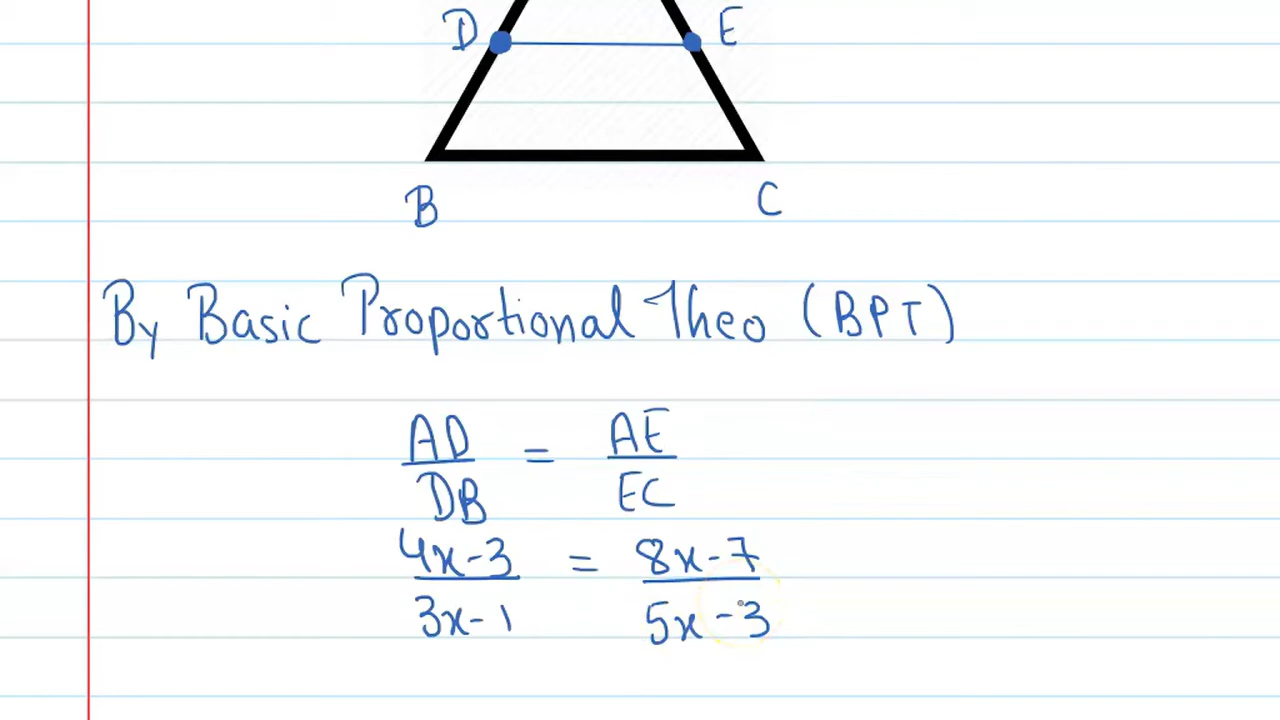 D E
B C
By Basic Proportional Theo (BPT)
AD/DB = AE/EC
4x-3/3x-1 = 8x-7/5x-3